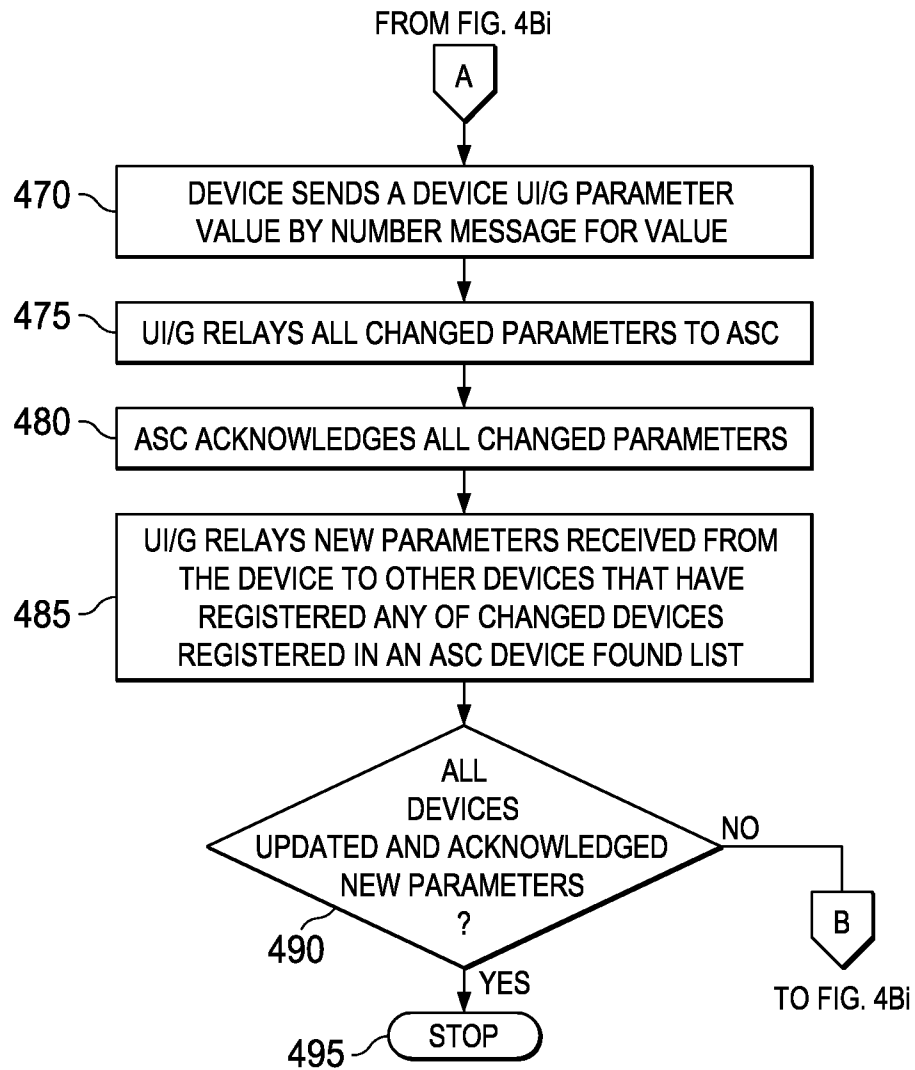 FROM FIG. 4Bi
A
470
DEVICE SENDS A DEVICE UI/G PARAMETER
VALUE BY NUMBER MESSAGE FOR VALUE
475
UI/G RELAYS ALL CHANGED PARAMETERS TO ASC
480
ASC ACKNOWLEDGES ALL CHANGED PARAMETERS
485
UI/G RELAYS NEW PARAMETERS RECEIVED FROM
THE DEVICE TO OTHER DEVICES THAT HAVE
REGISTERED ANY OF CHANGED DEVICES
REGISTERED IN AN ASC DEVICE FOUND LIST
ALL
DEVICES
UPDATED AND ACKNOWLEDGED
NEW PARAMETERS
?
490
NO
B
TO FIG. 4Bi
YES
495
STOP